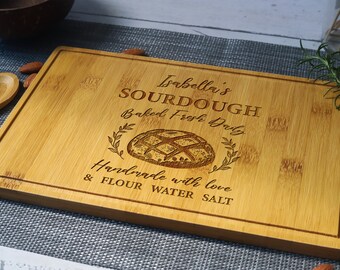 Isabella's
SOURDOUGH
Baked Fresh Daily
Handmade with love
& FLOUR WATER SALT